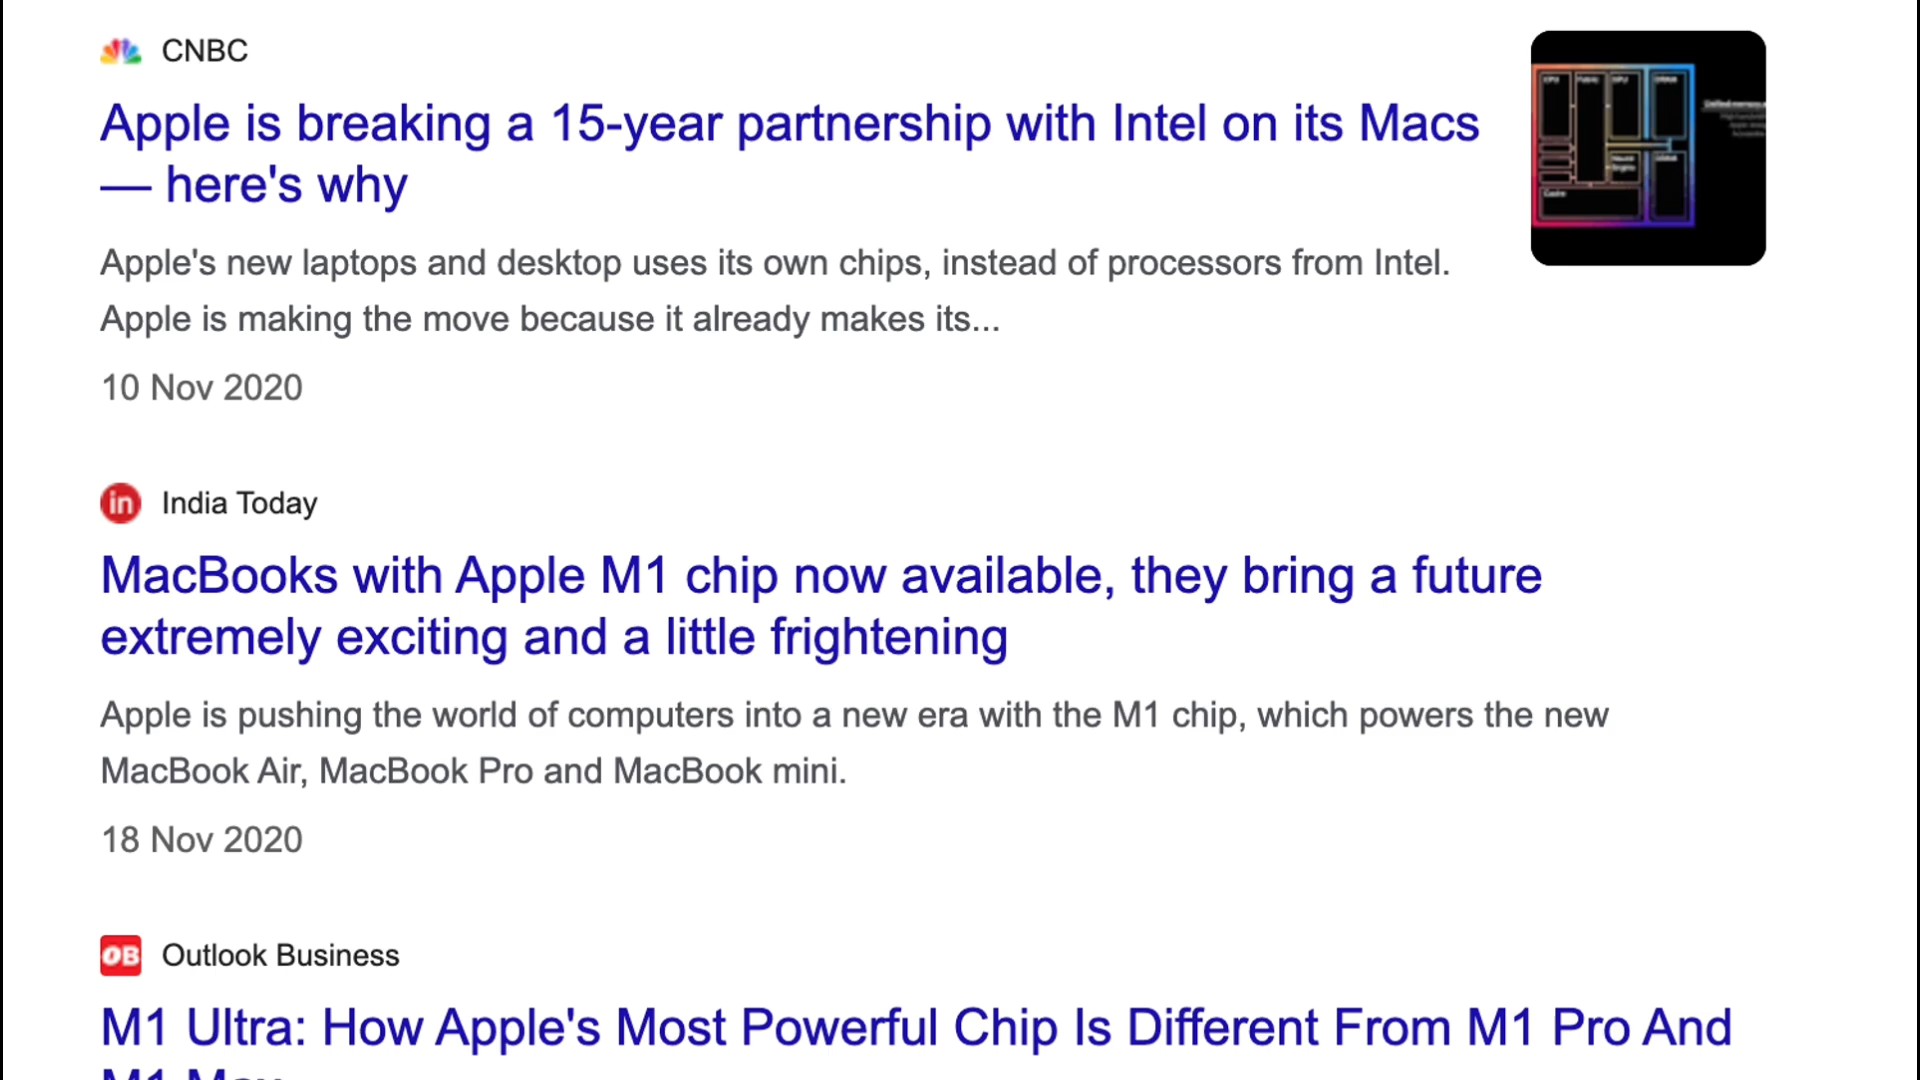 CNBC
Apple is breaking a 15-year partnership with Intel on its Macs
— here's why
Apple's new laptops and desktop uses its own chips, instead of processors from Intel.
Apple is making the move because it already makes its...
10 Nov 2020
in
India Today
MacBooks with Apple M1 chip now available, they bring a future
extremely exciting and a little frightening
Apple is pushing the world of computers into a new era with the M1 chip, which powers the new
MacBook Air, MacBook Pro and MacBook mini.
18 Nov 2020
OB
Outlook Business
M1 Ultra: How Apple's Most Powerful Chip Is Different From M1 Pro And
M1 Max